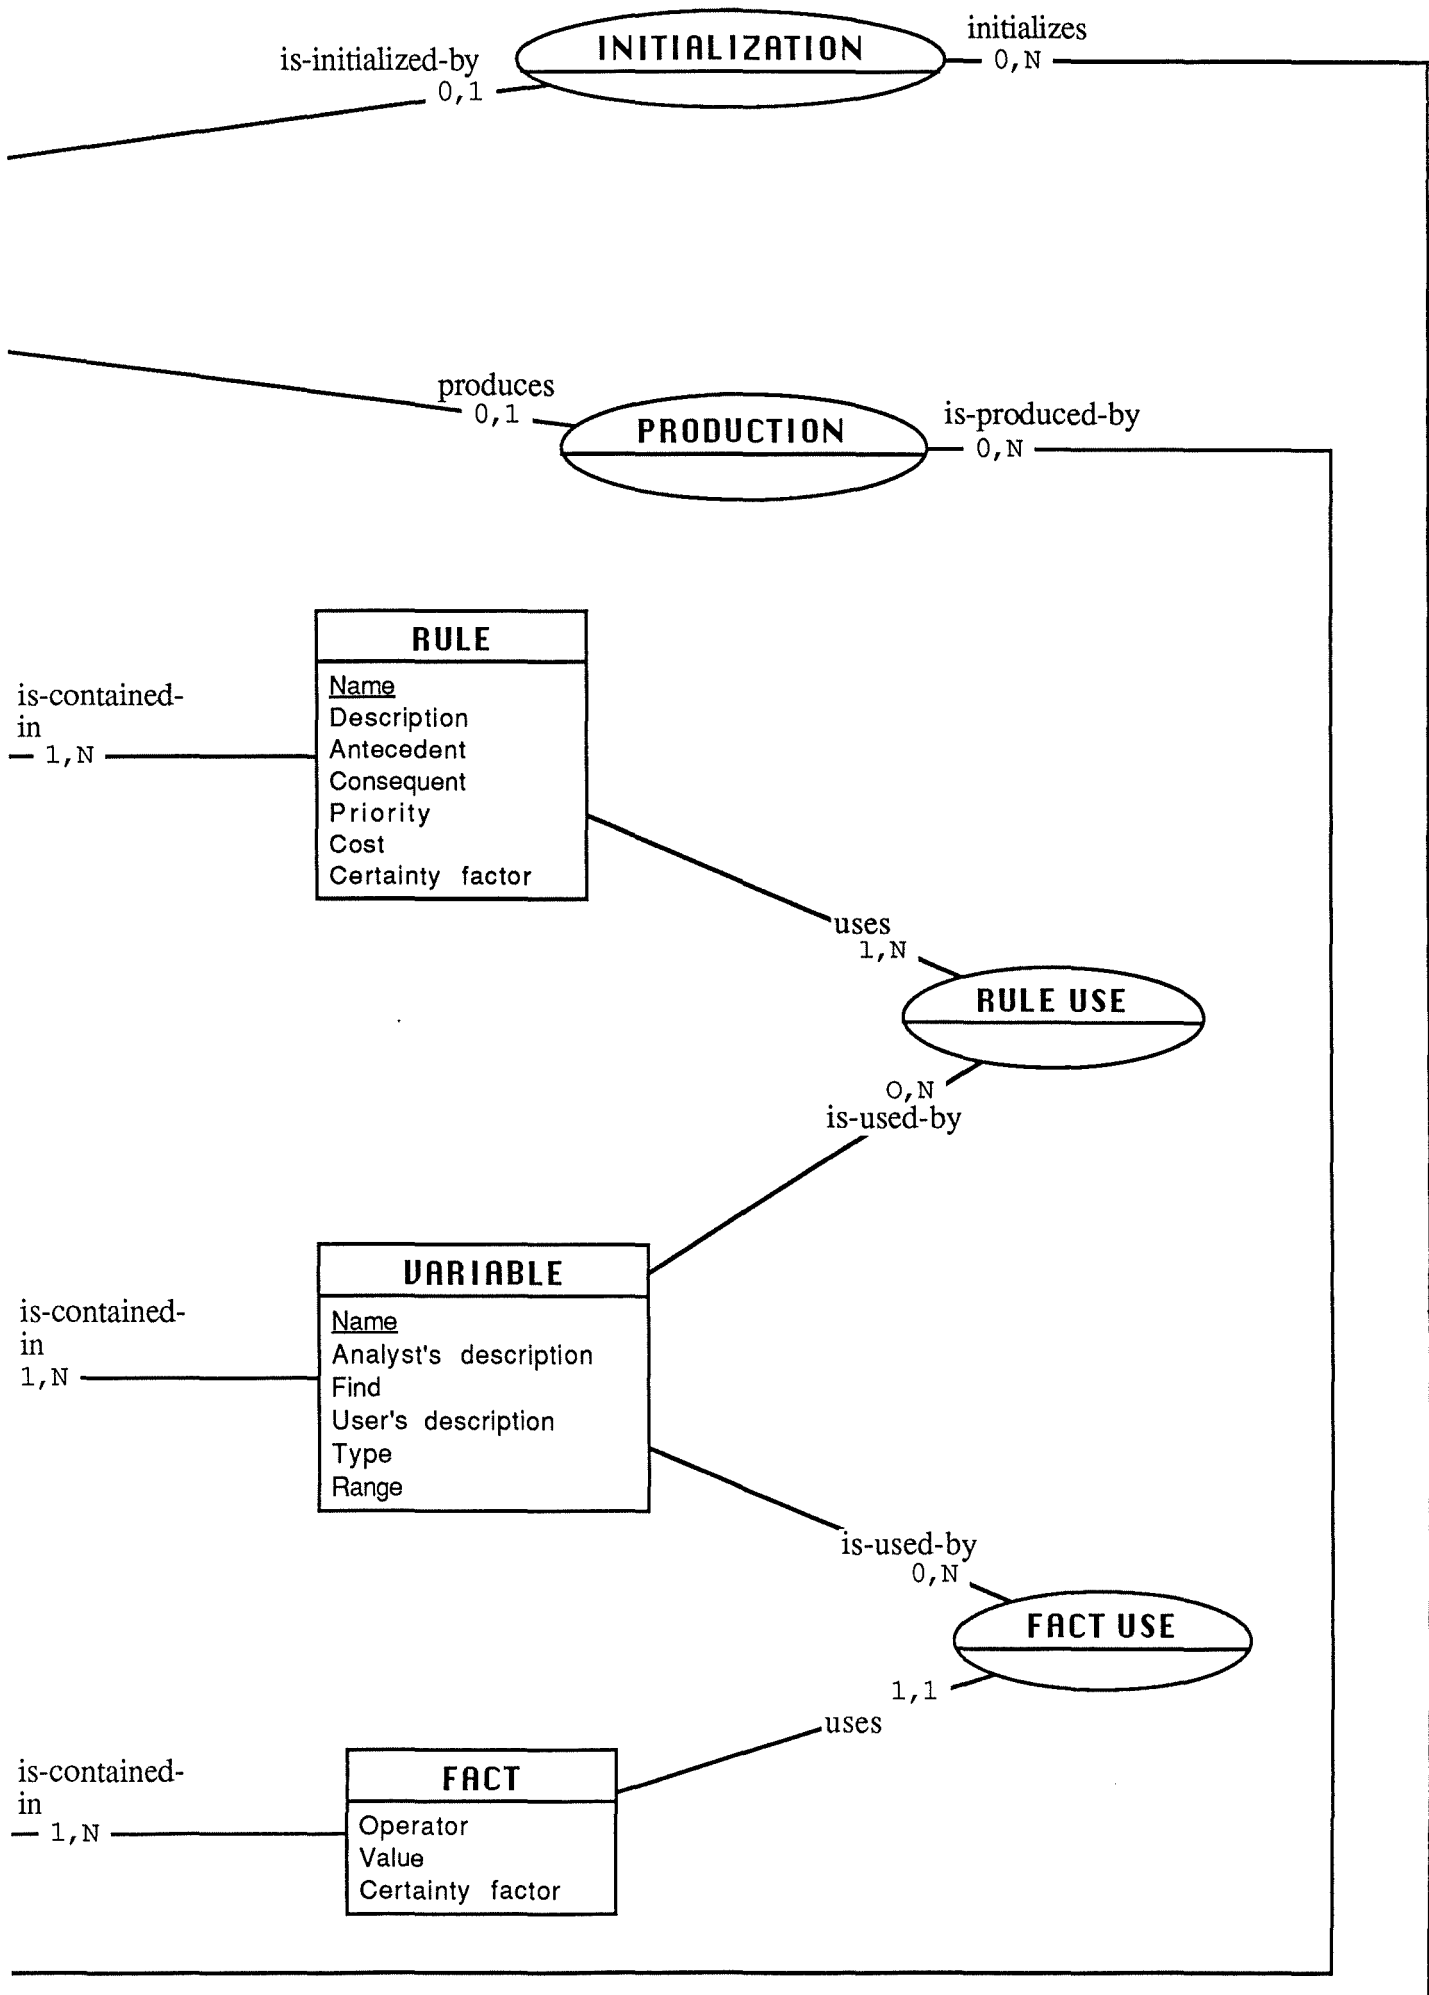 initializes
INITIALIZATION
0,N
is-initialized-by
0,1
produces
0,1
PRODUCTION
is-produced-by
0,N
RULE
Name
Description
Antecedent
Consequent
Priority
Cost
Certainty factor
is-contained-
in
1,N
uses
1,N
RULE USE
0,N
is-used-by
VARIABLE
Name
Analyst's description
Find
User's description
Type
Range
is-contained-
in
1,N
is-used-by
0,N
FACT USE
1,1
uses
FACT
Operator
Value
Certainty factor
is-contained-
in
1,N